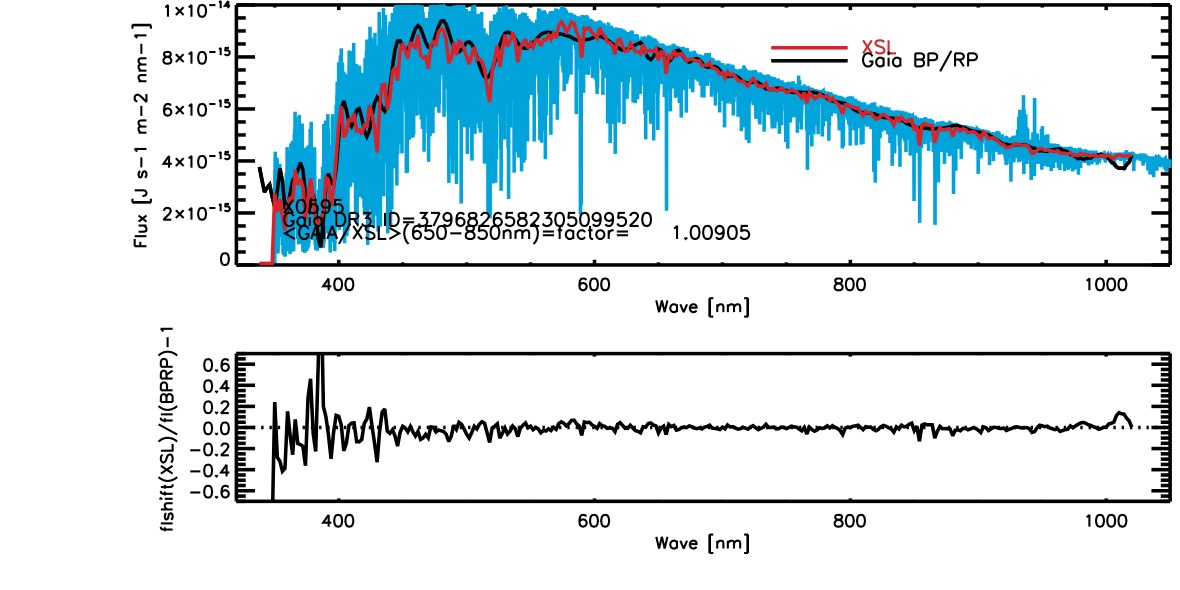 1×10−14
8×10−15
6×10−15
4×10−15
2×10−15
0
Flux [J s−1 m−2 nm−1]
XSL
Gaia BP/RP
X0595
Gaia DR3 ID=3796826582305099520
<GAIA/XSL>(650−850nm)=factor= 1.00905
400 600 800 1000
Wave [nm]
flshift(XSL)/fl(BPRP)−1
0.6
0.4
0.2
0.0
−0.2
−0.4
−0.6
400 600 800 1000
Wave [nm]